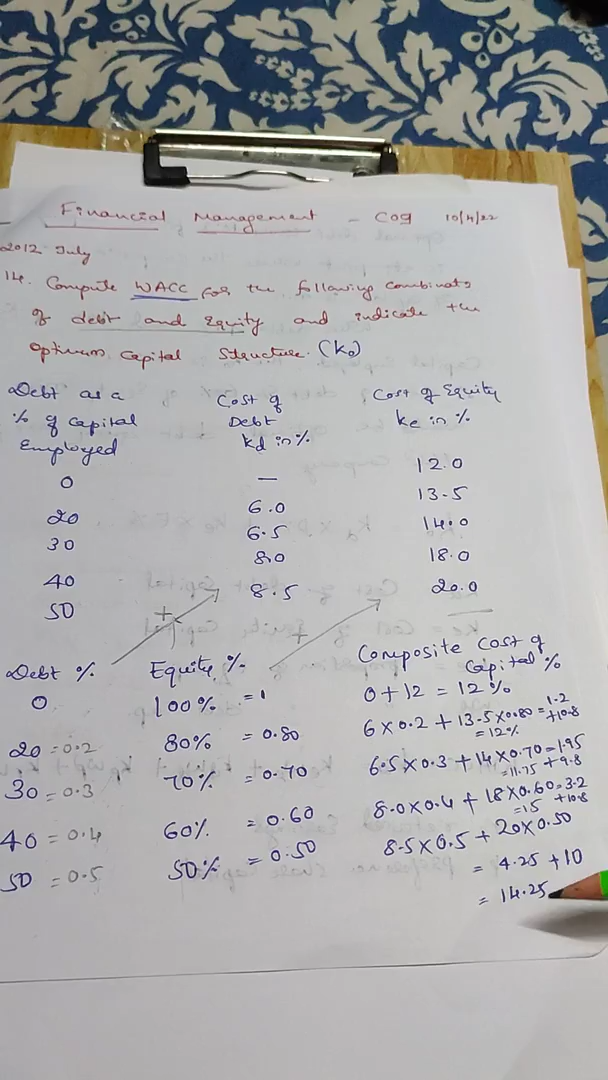 Financial Management - COG 10/4/22
2012 July
14. Compute WACC for the following combinats
of debt and Equity and indicate the
optimum capital structure. (Ko)
Debt as a % of Capital Employed
Cost of Debt kd in %
Cost of Equity ke in %
0 — 12.0
20 6.0 13.5
30 6.5 14.0
40 8.0 18.0
50 8.5 20.0
Debt % Equity % Composite Cost of Capital %
0 100% = 1 0 + 12 = 12%
20 = 0.2 80% = 0.80 6 × 0.2 + 13.5 × 0.80 = 1.2 + 10.8
= 12%
30 = 0.3 70% = 0.70 6.5 × 0.3 + 14 × 0.70 = 1.95 + 9.8
= 11.75
40 = 0.4 60% = 0.60 8.0 × 0.4 + 18 × 0.60 = 3.2 + 10.8
= 15
50 = 0.5 50% = 0.50 8.5 × 0.5 + 20 × 0.50
= 4.25 + 10
= 14.25